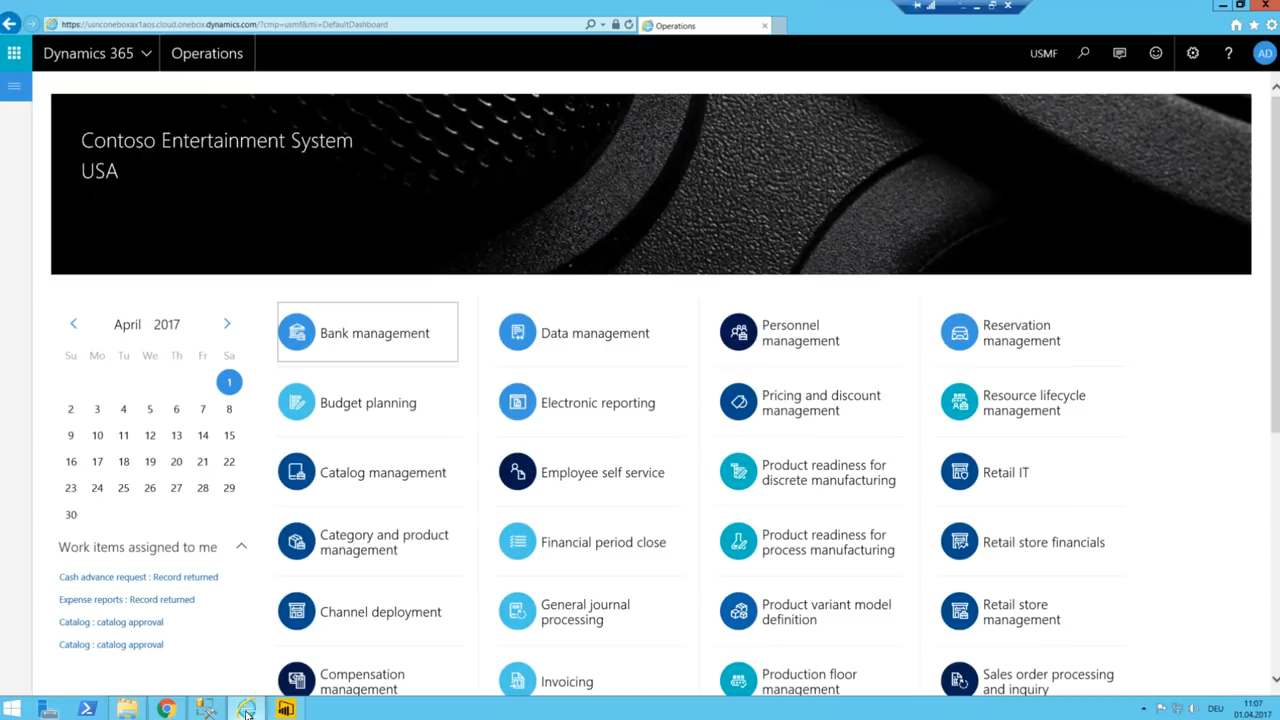 https://usnconeboxax1aos.cloud.onebox.dynamics.com/?cmp=usmf&mi=DefaultDashboard
Operations
Dynamics 365
Operations
USMF
?
AD
Contoso Entertainment System
USA
April 2017
Su Mo Tu We Th Fr Sa
1
2 3 4 5 6 7 8
9 10 11 12 13 14 15
16 17 18 19 20 21 22
23 24 25 26 27 28 29
30
Work items assigned to me
Cash advance request : Record returned
Expense reports : Record returned
Catalog : catalog approval
Catalog : catalog approval
Bank management
Budget planning
Catalog management
Category and product
management
Channel deployment
Compensation
management
Data management
Electronic reporting
Employee self service
Financial period close
General journal
processing
Invoicing
Personnel
management
Pricing and discount
management
Product readiness for
discrete manufacturing
Product readiness for
process manufacturing
Product variant model
definition
Production floor
management
Reservation
management
Resource lifecycle
management
Retail IT
Retail store financials
Retail store
management
Sales order processing
and inquiry
DEU
11:07
01.04.2017